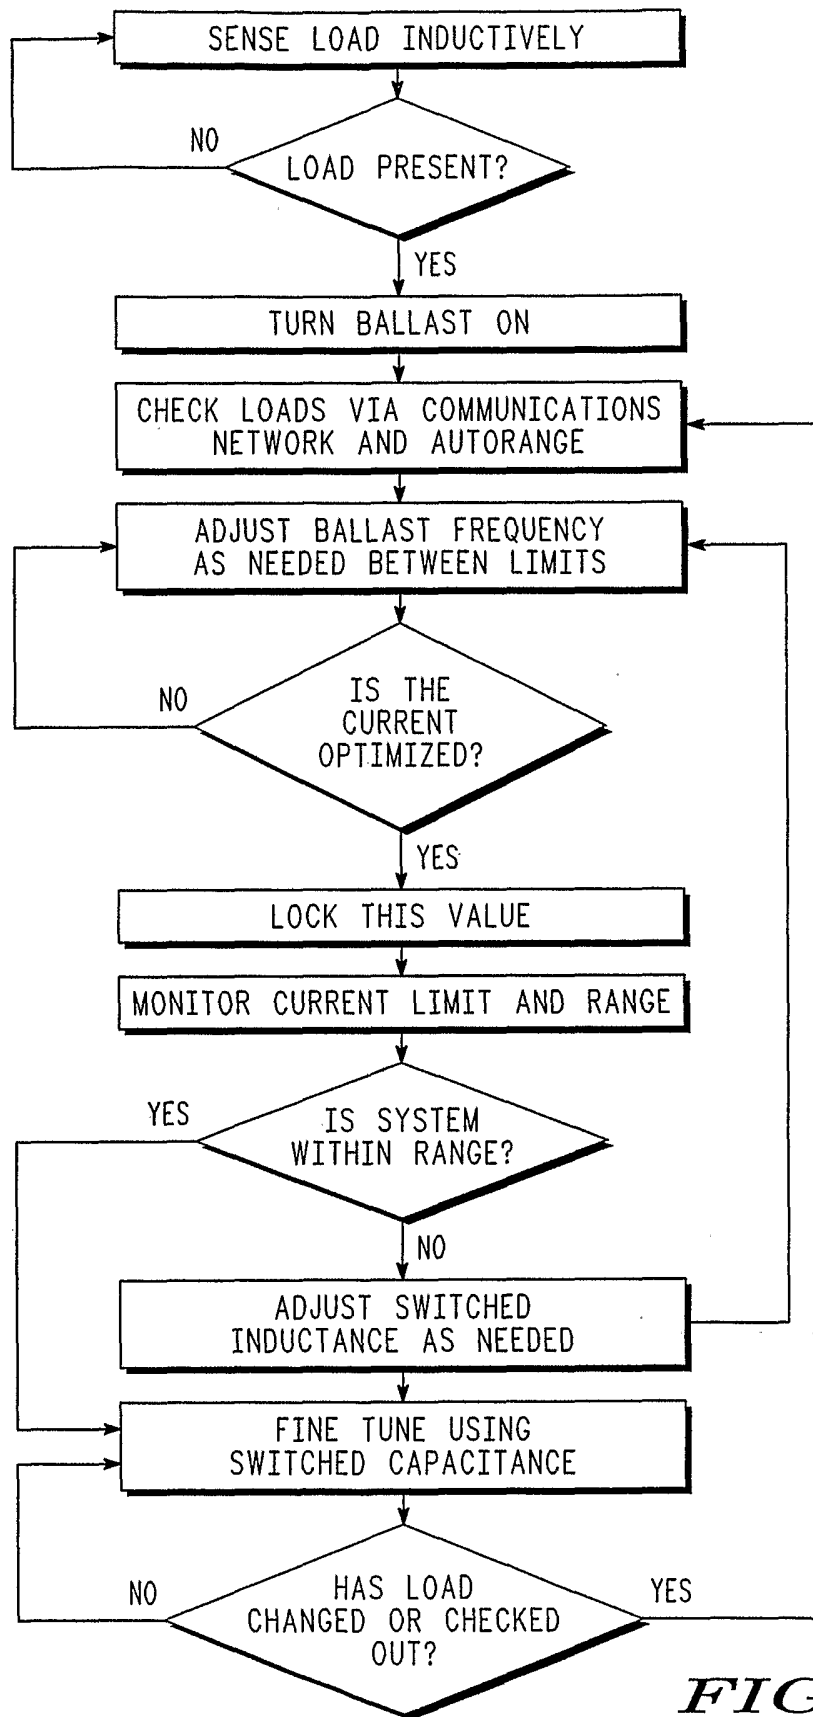 SENSE LOAD INDUCTIVELY
NO
LOAD PRESENT?
YES
TURN BALLAST ON
CHECK LOADS VIA COMMUNICATIONS
NETWORK AND AUTORANGE
ADJUST BALLAST FREQUENCY
AS NEEDED BETWEEN LIMITS
NO
IS THE
CURRENT
OPTIMIZED?
YES
LOCK THIS VALUE
MONITOR CURRENT LIMIT AND RANGE
YES
IS SYSTEM
WITHIN RANGE?
NO
ADJUST SWITCHED
INDUCTANCE AS NEEDED
FINE TUNE USING
SWITCHED CAPACITANCE
NO
HAS LOAD
CHANGED OR CHECKED
OUT?
YES
FIG